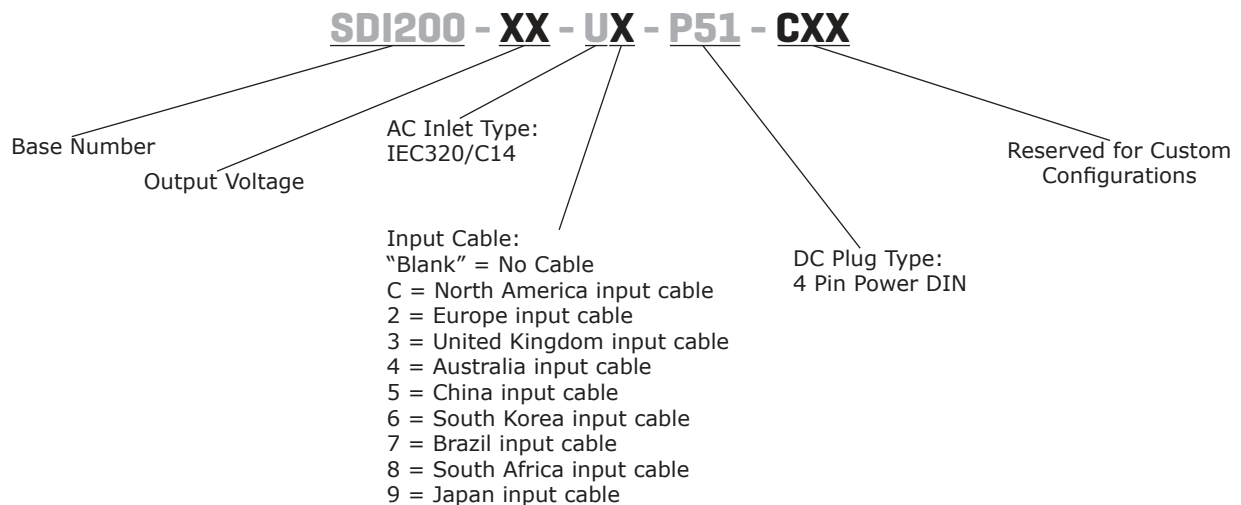 SDI200 - XX - UX - P51 - CXX
Base Number
Output Voltage
AC Inlet Type:
IEC320/C14
Input Cable:
“Blank” = No Cable
C = North America input cable
2 = Europe input cable
3 = United Kingdom input cable
4 = Australia input cable
5 = China input cable
6 = South Korea input cable
7 = Brazil input cable
8 = South Africa input cable
9 = Japan input cable
DC Plug Type:
4 Pin Power DIN
Reserved for Custom
Configurations